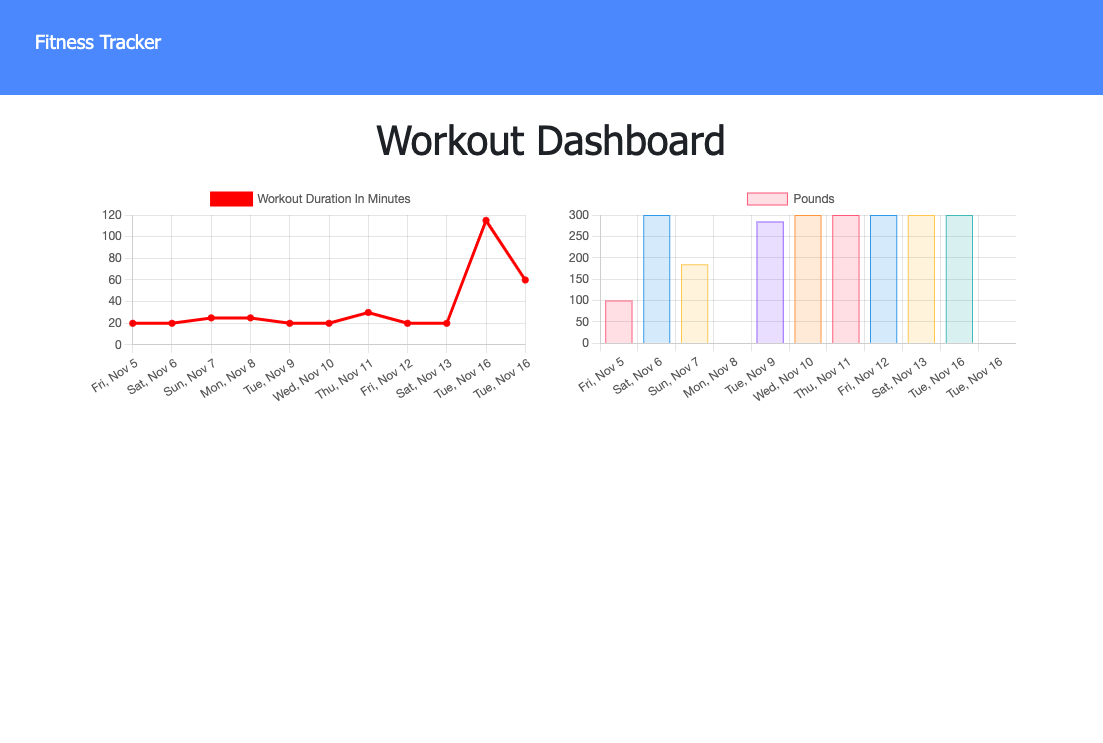 Fitness Tracker
Workout Dashboard
Workout Duration In Minutes
120
100
80
60
40
20
0
Fri, Nov 5
Sat, Nov 6
Sun, Nov 7
Mon, Nov 8
Tue, Nov 9
Wed, Nov 10
Thu, Nov 11
Fri, Nov 12
Sat, Nov 13
Tue, Nov 16
Tue, Nov 16
Pounds
300
250
200
150
100
50
0
Fri, Nov 5
Sat, Nov 6
Sun, Nov 7
Mon, Nov 8
Tue, Nov 9
Wed, Nov 10
Thu, Nov 11
Fri, Nov 12
Sat, Nov 13
Tue, Nov 16
Tue, Nov 16